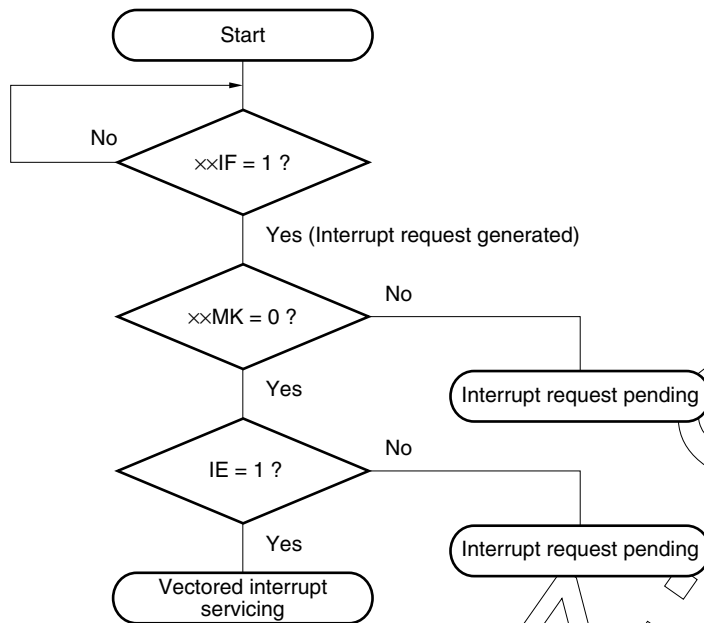 Start
No
××IF = 1 ?
Yes (Interrupt request generated)
××MK = 0 ?
No
Yes
Interrupt request pending
IE = 1 ?
No
Yes
Interrupt request pending
Vectored interrupt
servicing